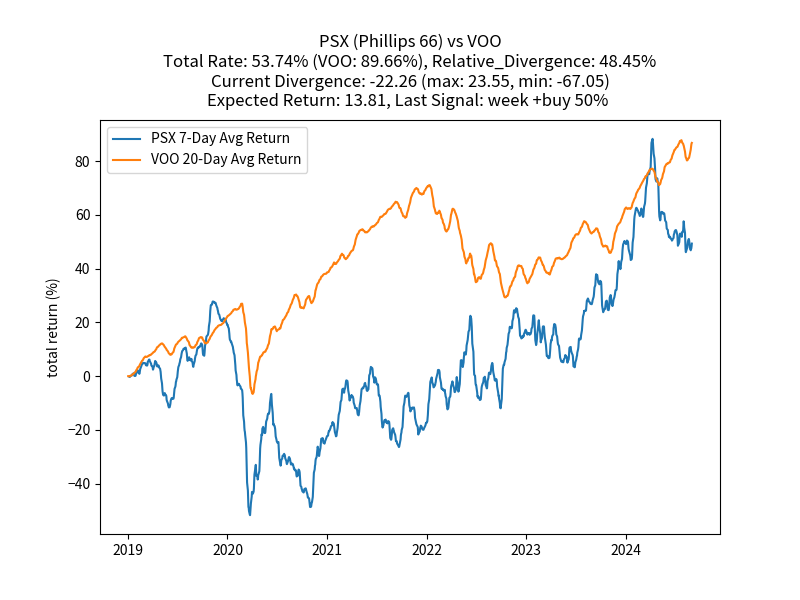 PSX (Phillips 66) vs VOO
Total Rate: 53.74% (VOO: 89.66%), Relative_Divergence: 48.45%
Current Divergence: -22.26 (max: 23.55, min: -67.05)
Expected Return: 13.81, Last Signal: week +buy 50%
PSX 7-Day Avg Return
VOO 20-Day Avg Return
total return (%)
80
60
40
20
0
−20
−40
2019 2020 2021 2022 2023 2024